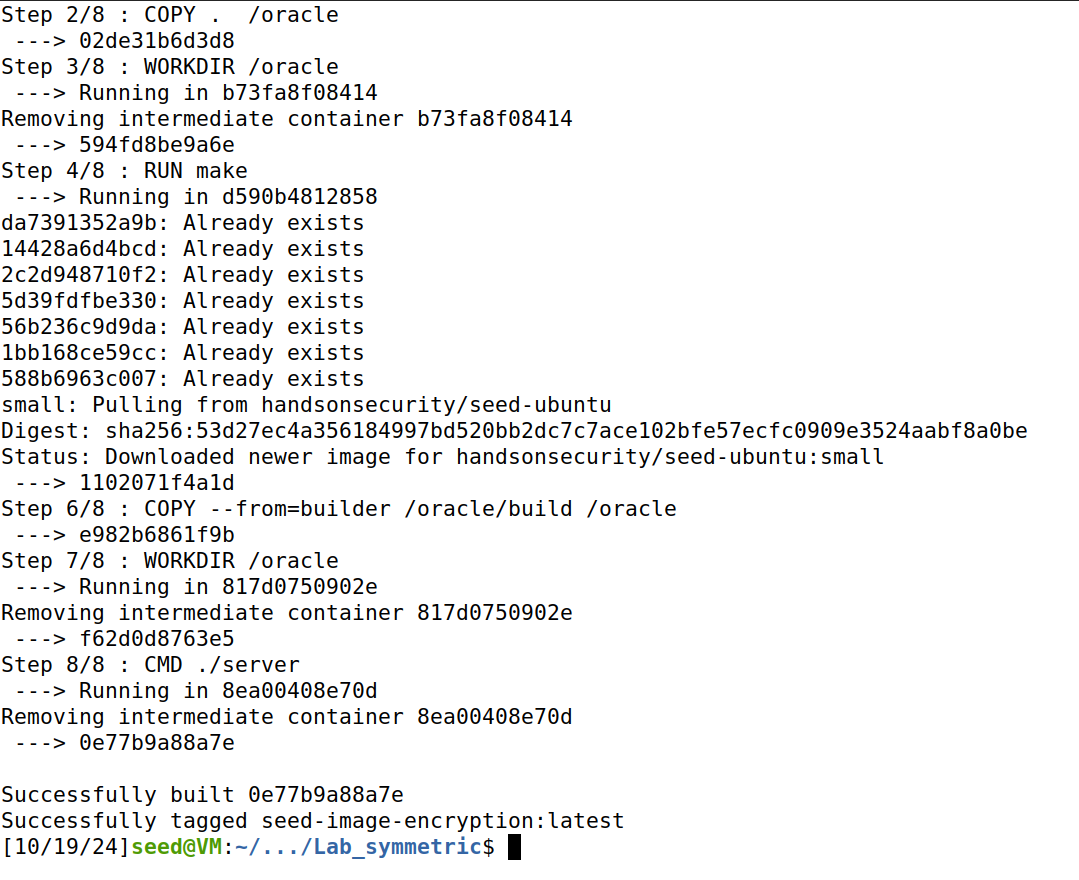 Step 2/8 : COPY .  /oracle
 ---> 02de31b6d3d8
Step 3/8 : WORKDIR /oracle
 ---> Running in b73fa8f08414
Removing intermediate container b73fa8f08414
 ---> 594fd8be9a6e
Step 4/8 : RUN make
 ---> Running in d590b4812858
da7391352a9b: Already exists
14428a6d4bcd: Already exists
2c2d948710f2: Already exists
5d39fdfbe330: Already exists
56b236c9d9da: Already exists
1bb168ce59cc: Already exists
588b6963c007: Already exists
small: Pulling from handsonsecurity/seed-ubuntu
Digest: sha256:53d27ec4a356184997bd520bb2dc7c7ace102bfe57ecfc0909e3524aabf8a0be
Status: Downloaded newer image for handsonsecurity/seed-ubuntu:small
 ---> 1102071f4a1d
Step 6/8 : COPY --from=builder /oracle/build /oracle
 ---> e982b6861f9b
Step 7/8 : WORKDIR /oracle
 ---> Running in 817d0750902e
Removing intermediate container 817d0750902e
 ---> f62d0d8763e5
Step 8/8 : CMD ./server
 ---> Running in 8ea00408e70d
Removing intermediate container 8ea00408e70d
 ---> 0e77b9a88a7e

Successfully built 0e77b9a88a7e
Successfully tagged seed-image-encryption:latest
[10/19/24]seed@VM:~/.../Lab_symmetric$